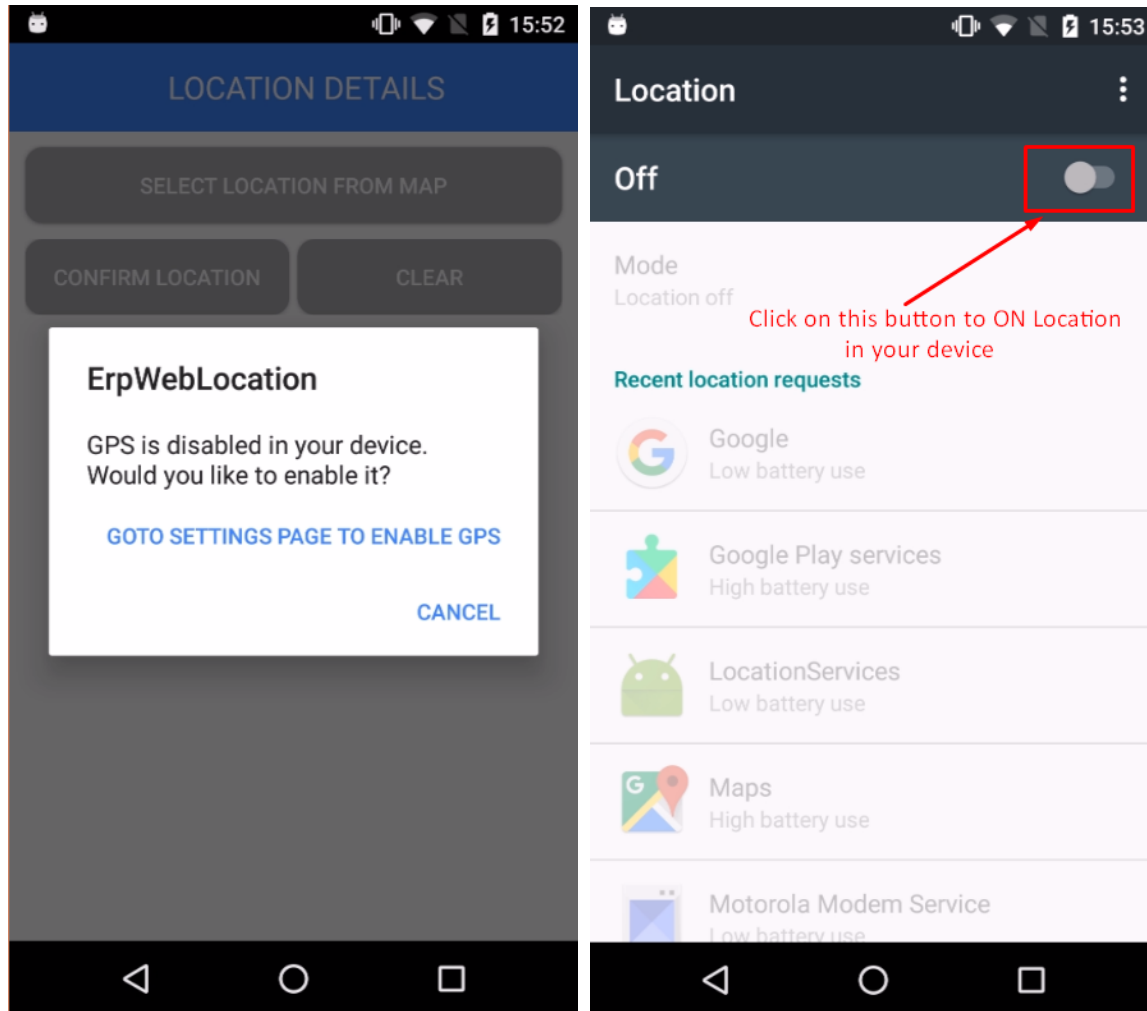 15:52
LOCATION DETAILS
SELECT LOCATION FROM MAP
CONFIRM LOCATION
CLEAR
ErpWebLocation
GPS is disabled in your device.
Would you like to enable it?
GOTO SETTINGS PAGE TO ENABLE GPS
CANCEL
15:53
Location
Off
Mode
Location off
Click on this button to ON Location
in your device
Recent location requests
Google
Low battery use
Google Play services
High battery use
LocationServices
Low battery use
Maps
High battery use
Motorola Modem Service
Low battery use